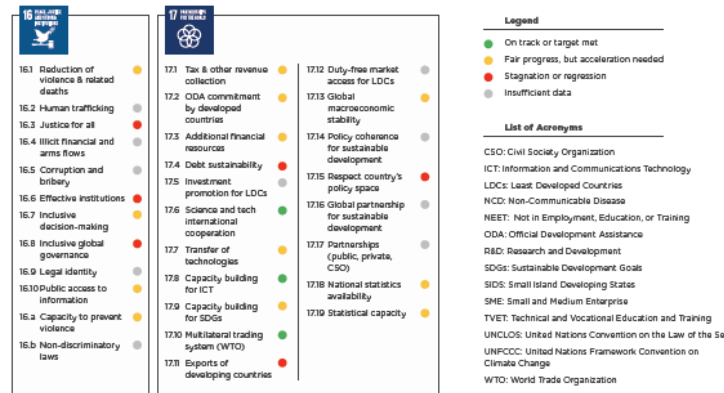 16 PEACE, JUSTICE
AND STRONG
INSTITUTIONS
16.1 Reduction of
violence & related
deaths
16.2 Human trafficking
16.3 Justice for all
16.4 Illicit financial and
arms flows
16.5 Corruption and
bribery
16.6 Effective institutions
16.7 Inclusive
decision-making
16.8 Inclusive global
governance
16.9 Legal identity
16.10 Public access to
information
16.a Capacity to prevent
violence
16.b Non-discriminatory
laws
17 PARTNERSHIPS
FOR THE GOALS
17.1 Tax & other revenue
collection
17.2 ODA commitment
by developed
countries
17.3 Additional financial
resources
17.4 Debt sustainability
17.5 Investment
promotion for LDCs
17.6 Science and tech
international
cooperation
17.7 Transfer of
technologies
17.8 Capacity building
for ICT
17.9 Capacity building
for SDGs
17.10 Multilateral trading
system (WTO)
17.11 Exports of
developing countries
17.12 Duty-free market
access for LDCs
17.13 Global
macroeconomic
stability
17.14 Policy coherence
for sustainable
development
17.15 Respect country's
policy space
17.16 Global partnership
for sustainable
development
17.17 Partnerships
(public, private,
CSO)
17.18 National statistics
availability
17.19 Statistical capacity
Legend
On track or target met
Fair progress, but acceleration needed
Stagnation or regression
Insufficient data
List of Acronyms
CSO: Civil Society Organization
ICT: Information and Communications Technology
LDCs: Least Developed Countries
NCD: Non-Communicable Disease
NEET: Not in Employment, Education, or Training
ODA: Official Development Assistance
R&D: Research and Development
SDGs: Sustainable Development Goals
SIDS: Small Island Developing States
SME: Small and Medium Enterprise
TVET: Technical and Vocational Education and Training
UNCLOS: United Nations Convention on the Law of the Se
UNFCCC: United Nations Framework Convention on
Climate Change
WTO: World Trade Organization